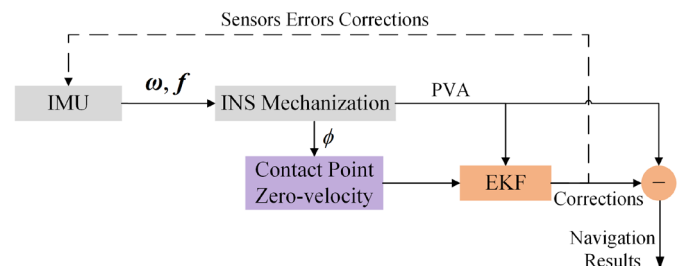 Sensors Errors Corrections
IMU
ω, f
INS Mechanization
PVA
ϕ
Contact Point
Zero-velocity
EKF
Corrections
−
Navigation
Results